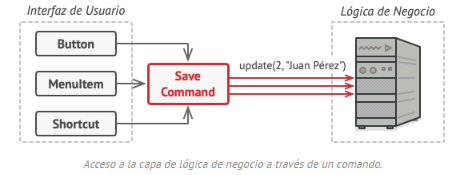 Interfaz de Usuario
Lógica de Negocio
Button
MenuItem
Shortcut
Save
Command
update(2, "Juan Pérez")
Acceso a la capa de lógica de negocio a través de un comando.